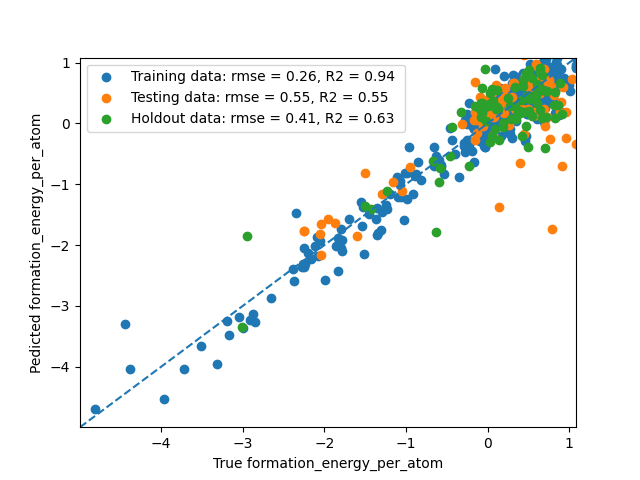 Training data: rmse = 0.26, R2 = 0.94
Testing data: rmse = 0.55, R2 = 0.55
Holdout data: rmse = 0.41, R2 = 0.63
Pedicted formation_energy_per_atom
1
0
−1
−2
−3
−4
−4 −3 −2 −1 0 1
True formation_energy_per_atom